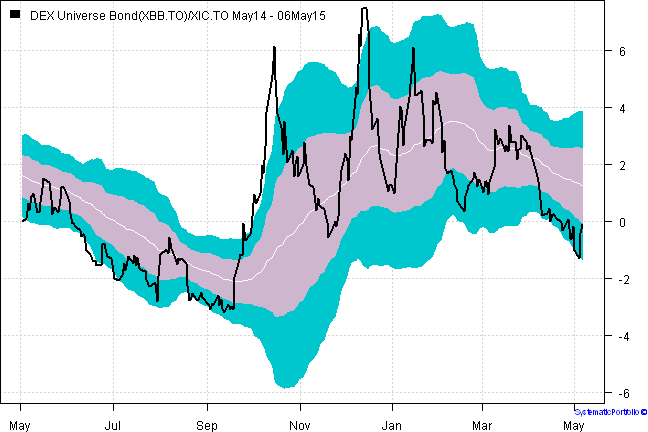 DEX Universe Bond(XBB.TO)/XIC.TO May14 - 06May15
6
4
2
0
-2
-4
-6
May Jul Sep Nov Jan Mar May
SystematicPortfolio ©